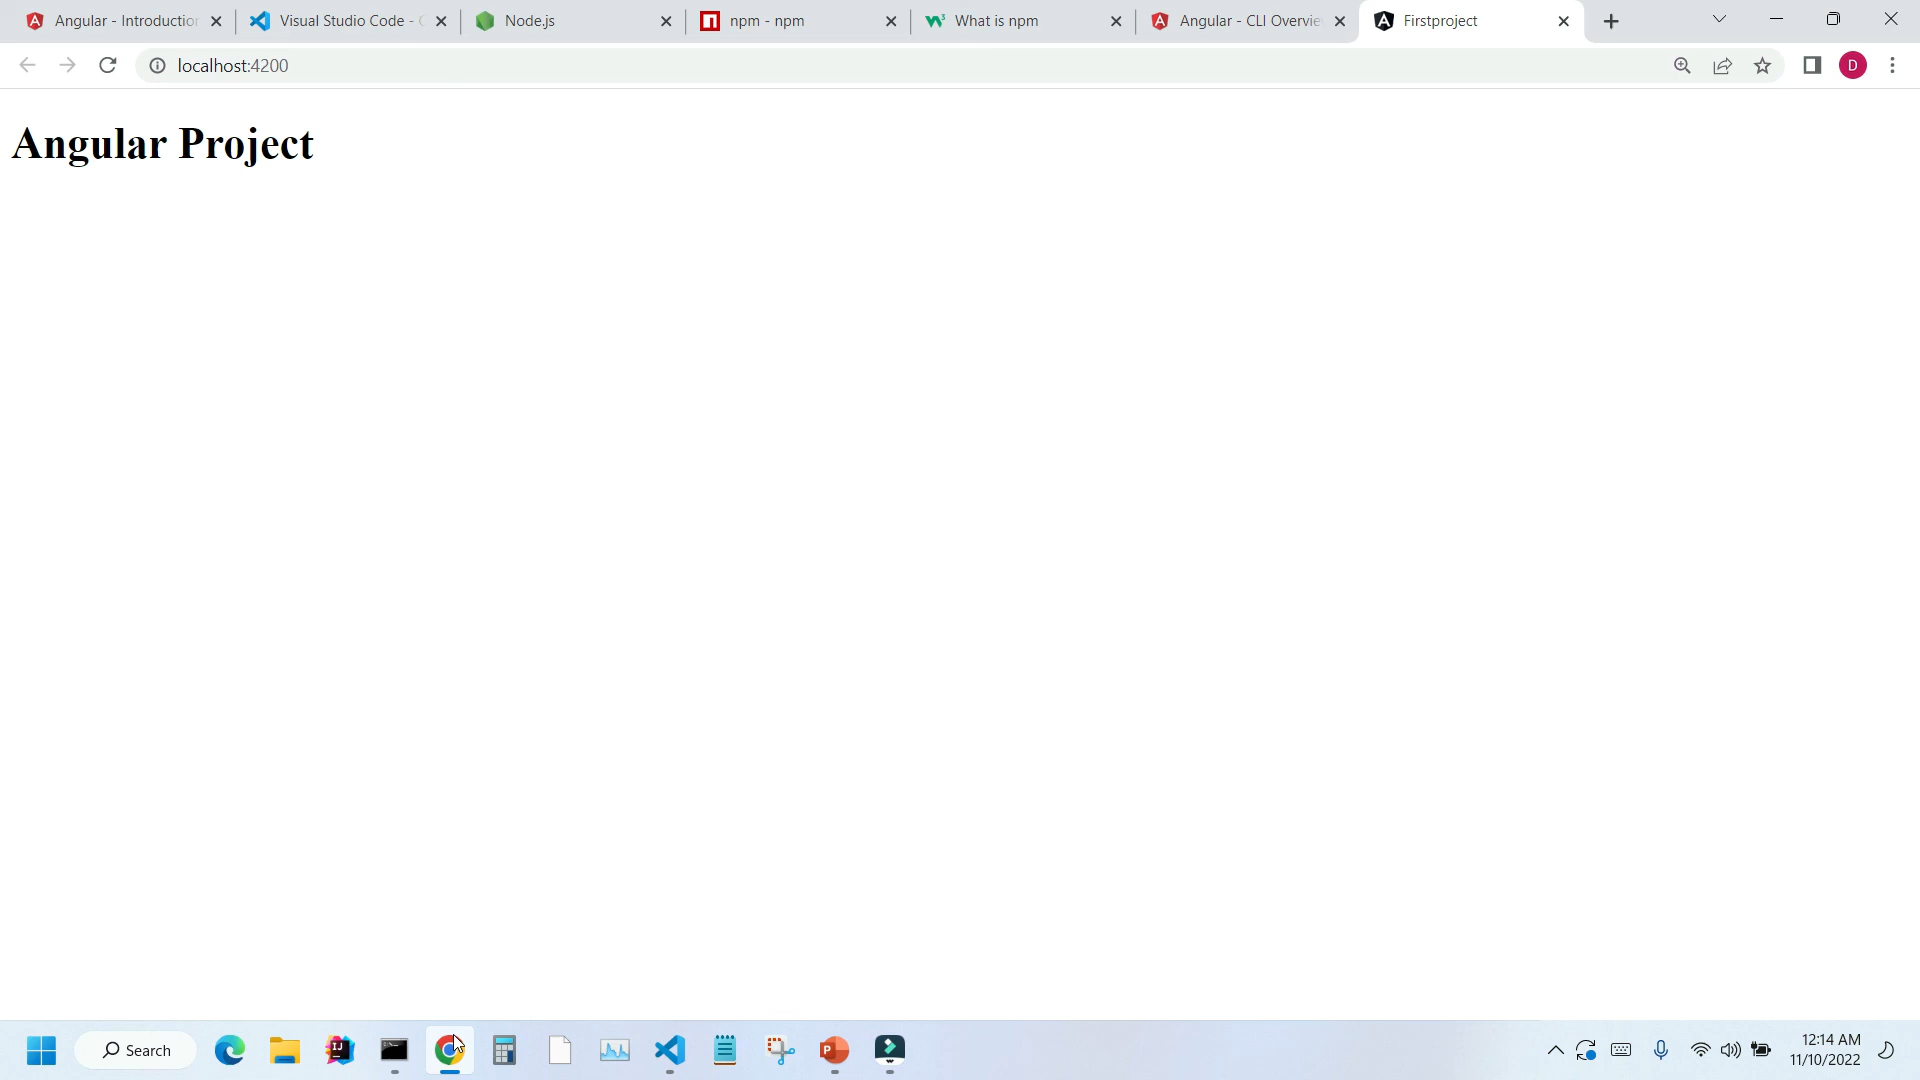 Angular - Introduction
Visual Studio Code - C
Node.js
npm - npm
What is npm
Angular - CLI Overvie
Firstproject
localhost:4200
D
Angular Project
Search
12:14 AM
11/10/2022